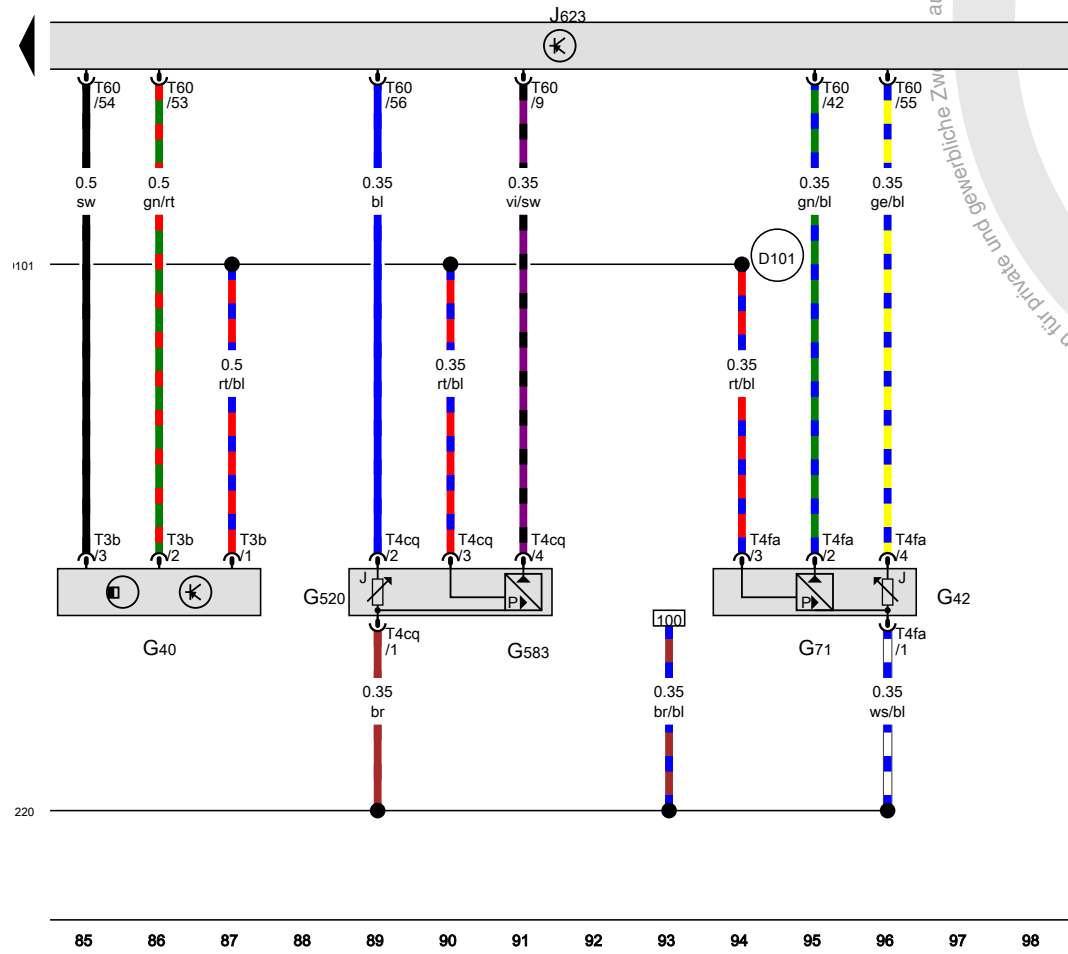 J623
T60 T60 T60 T60 T60 T60
/54 /53 /56 /9 /42 /55
0.5 0.5 0.35 0.35 0.35 0.35
sw gn/rt bl vi/sw gn/bl ge/bl
D101
0.5 0.35 0.35
rt/bl rt/bl rt/bl
T3b T3b T3b T4cq T4cq T4cq T4fa T4fa T4fa
/3 /2 /1 /2 /3 /4 /3 /2 /4
J P P J
G520 G42
100
T4cq T4fa
/1 /1
G40 G583 G71
0.35 0.35 0.35
br br/bl ws/bl
220
85 86 87 88 89 90 91 92 93 94 95 96 97 98
für private und gewerbliche